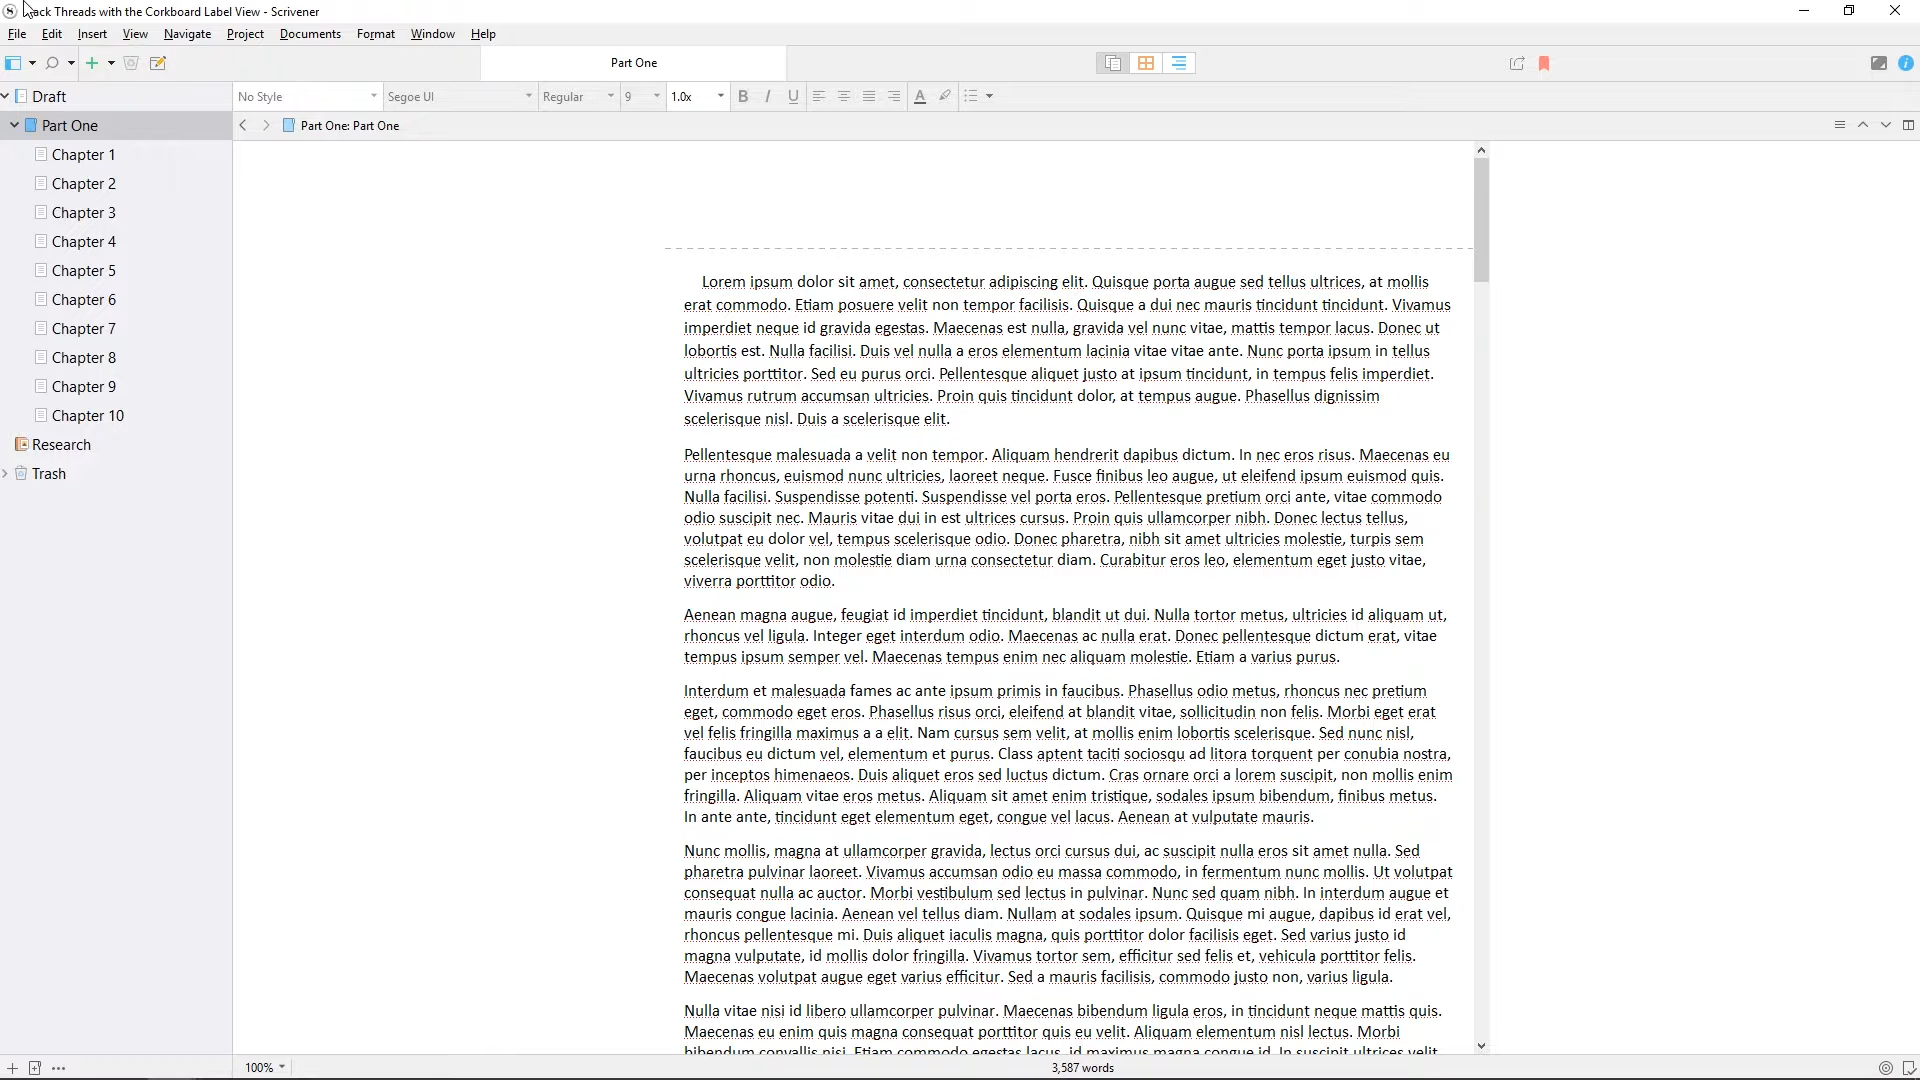 ack Threads with the Corkboard Label View - Scrivener
File Edit Insert View Navigate Project Documents Format Window Help
Part One
Draft
No Style Segoe UI Regular 9 1.0x B I U A
Part One
Part One: Part One
Chapter 1
Chapter 2
Chapter 3
Chapter 4
Chapter 5
Chapter 6
Chapter 7
Chapter 8
Chapter 9
Chapter 10
Research
Trash
Lorem ipsum dolor sit amet, consectetur adipiscing elit. Quisque porta augue sed tellus ultrices, at mollis
erat commodo. Etiam posuere velit non tempor facilisis. Quisque a dui nec mauris tincidunt tincidunt. Vivamus
imperdiet neque id gravida egestas. Maecenas est nulla, gravida vel nunc vitae, mattis tempor lacus. Donec ut
lobortis est. Nulla facilisi. Duis vel nulla a eros elementum lacinia vitae vitae ante. Nunc porta ipsum in tellus
ultricies porttitor. Sed eu purus orci. Pellentesque aliquet justo at ipsum tincidunt, in tempus felis imperdiet.
Vivamus rutrum accumsan ultricies. Proin quis tincidunt dolor, at tempus augue. Phasellus dignissim
scelerisque nisl. Duis a scelerisque elit.
Pellentesque malesuada a velit non tempor. Aliquam hendrerit dapibus dictum. In nec eros risus. Maecenas eu
urna rhoncus, euismod nunc ultricies, laoreet neque. Fusce finibus leo augue, ut eleifend ipsum euismod quis.
Nulla facilisi. Suspendisse potenti. Suspendisse vel porta eros. Pellentesque pretium orci ante, vitae commodo
odio suscipit nec. Mauris vitae dui in est ultrices cursus. Proin quis ullamcorper nibh. Donec lectus tellus,
volutpat eu dolor vel, tempus scelerisque odio. Donec pharetra, nibh sit amet ultricies molestie, turpis sem
scelerisque velit, non molestie diam urna consectetur diam. Curabitur eros leo, elementum eget justo vitae,
viverra porttitor odio.
Aenean magna augue, feugiat id imperdiet tincidunt, blandit ut dui. Nulla tortor metus, ultricies id aliquam ut,
rhoncus vel ligula. Integer eget interdum odio. Maecenas ac nulla erat. Donec pellentesque dictum erat, vitae
tempus ipsum semper vel. Maecenas tempus enim nec aliquam molestie. Etiam a varius purus.
Interdum et malesuada fames ac ante ipsum primis in faucibus. Phasellus odio metus, rhoncus nec pretium
eget, commodo eget eros. Phasellus risus orci, eleifend at blandit vitae, sollicitudin non felis. Morbi eget erat
vel felis fringilla maximus a a elit. Nam cursus sem velit, at mollis enim lobortis scelerisque. Sed nunc nisl,
faucibus eu dictum vel, elementum et purus. Class aptent taciti sociosqu ad litora torquent per conubia nostra,
per inceptos himenaeos. Duis aliquet eros sed luctus dictum. Cras ornare orci a lorem suscipit, non mollis enim
fringilla. Aliquam vitae eros metus. Aliquam sit amet enim tristique, sodales ipsum bibendum, finibus metus.
In ante ante, tincidunt eget elementum eget, congue vel lacus. Aenean at vulputate mauris.
Nunc mollis, magna at ullamcorper gravida, lectus orci cursus dui, ac suscipit nulla eros sit amet nulla. Sed
pharetra pulvinar laoreet. Vivamus accumsan odio eu massa commodo, in fermentum nunc mollis. Ut volutpat
consequat nulla ac auctor. Morbi vestibulum sed lectus in pulvinar. Nunc sed quam nibh. In interdum augue et
mauris congue lacinia. Aenean vel tellus diam. Nullam at sodales ipsum. Quisque mi augue, dapibus id erat vel,
rhoncus pellentesque mi. Duis aliquet iaculis magna, quis porttitor dolor facilisis eget. Sed varius justo id
magna vulputate, id mollis dolor fringilla. Vivamus tortor sem, efficitur sed felis et, vehicula porttitor felis.
Maecenas volutpat augue eget varius efficitur. Sed a mauris facilisis, commodo justo non, varius ligula.
Nulla vitae nisi id libero ullamcorper pulvinar. Maecenas bibendum ligula eros, in tincidunt neque mattis quis.
Maecenas eu enim quis magna consequat porttitor quis eu velit. Aliquam elementum nisl lectus. Morbi
bibendum convallis nisi. Etiam commodo egestas lacus, id maximus magna congue id. In suscipit ultrices velit
100% 3,587 words